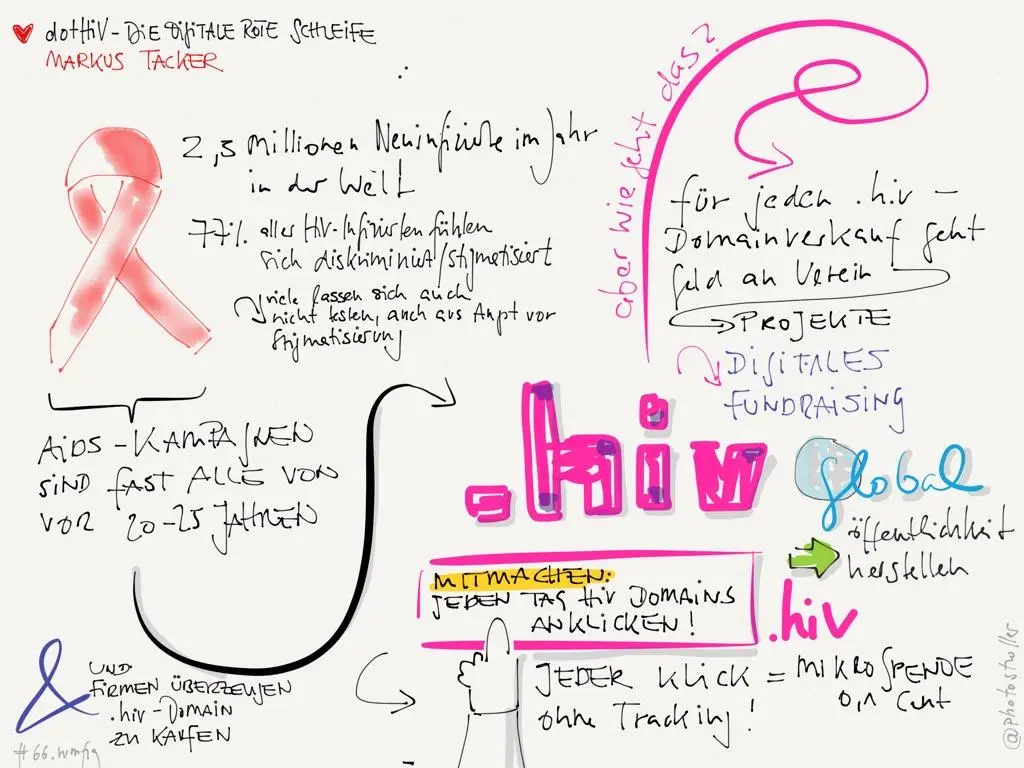 dotHIV - DIE DIGITALE ROTE SCHLEIFE
MARKUS TACKER
2,3 Millionen Neuinfizierte im Jahr
in der Welt
77% aller HIV-Infizierten fühlen
sich diskriminiert/stigmatisiert
viele lassen sich auch
nicht testen, auch aus Angst vor
Stigmatisierung
AIDS-KAMPAGNEN
SIND FAST ALLE VON
VOR 20-25 JAHREN
&
UND
FIRMEN ÜBERZEUGEN
.hiv-DOMAIN
ZU KAUFEN
aber wie geht das?
für jeden .hiv-
Domainverkauf geht
Geld an Verein
PROJEKTE
DIGITALES
FUNDRAISING
.hiv
global
öffentlichkeit
herstellen
MITMACHEN:
JEDEN TAG HIV DOMAINS
ANKLICKEN!
.hiv
JEDER KLICK = MIKROSPENDE
0,1 Cent
ohne Tracking!
@photostroller